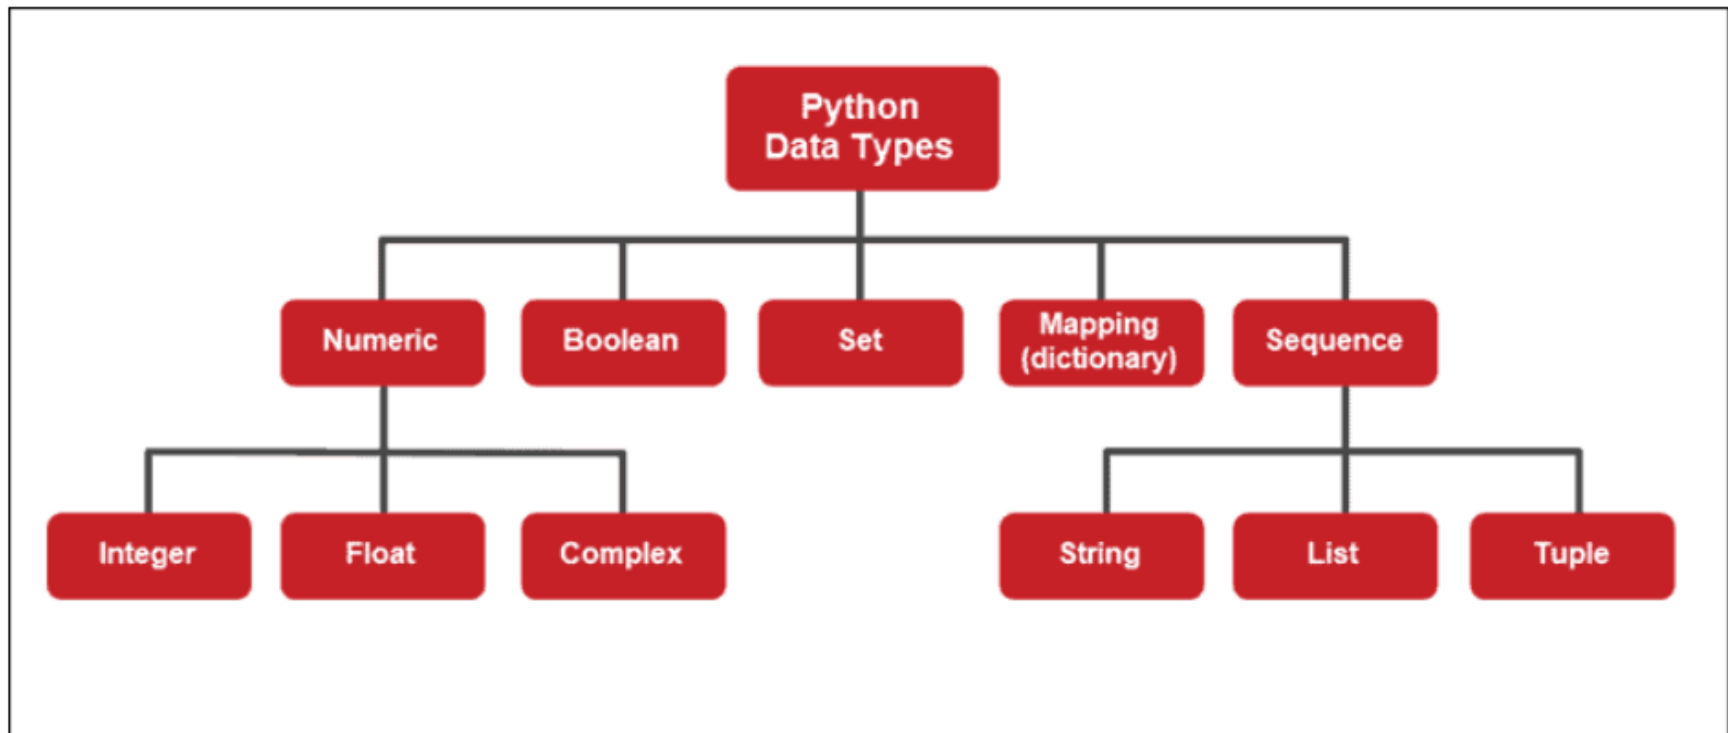 Python
Data Types
Numeric
Boolean
Set
Mapping
(dictionary)
Sequence
Integer
Float
Complex
String
List
Tuple